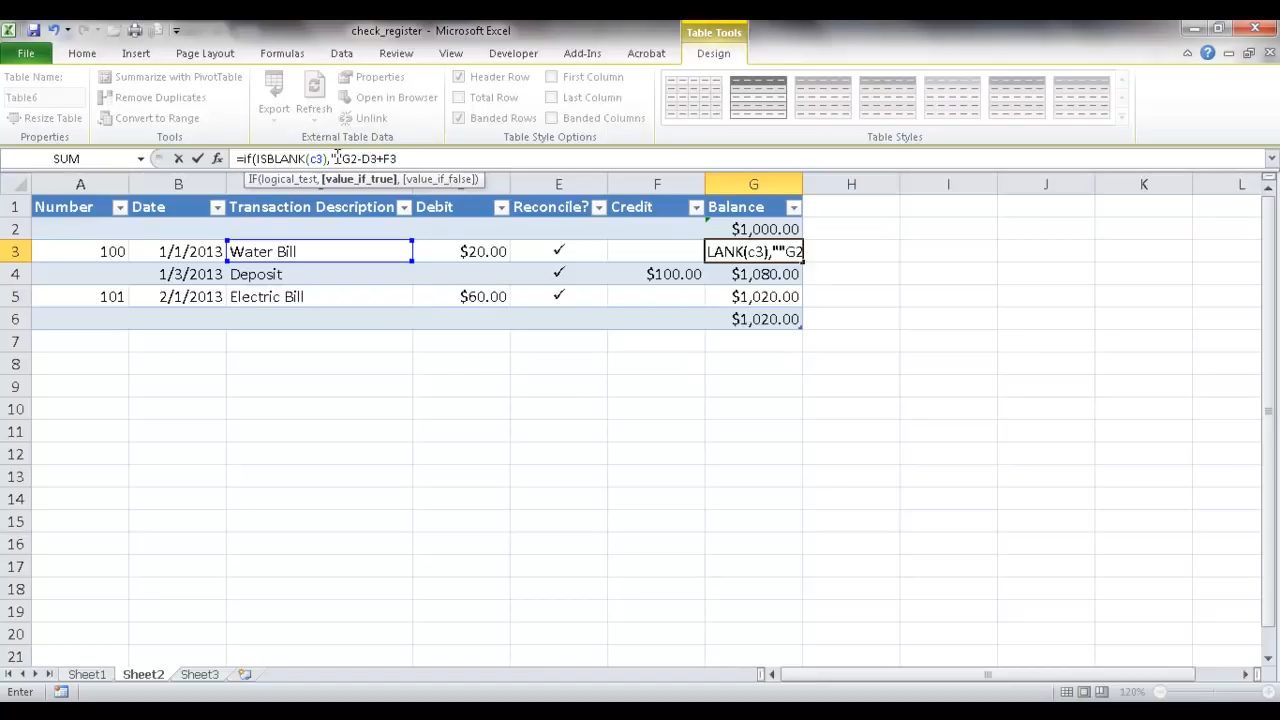 check_register - Microsoft Excel
Table Tools
File Home Insert Page Layout Formulas Data Review View Developer Add-Ins Acrobat Design
Table Name: Summarize with PivotTable Properties Header Row First Column
Remove Duplicates Export Refresh Open in Browser Total Row Last Column
Resize Table Convert to Range Unlink Banded Rows Banded Columns
Properties Tools External Table Data Table Style Options Table Styles
SUM fx =if(ISBLANK(c3),""G2-D3+F3
IF(logical_test, [value_if_true], [value_if_false])
A B C D E F G H I J K L
1 Number Date Transaction Description Debit Reconcile? Credit Balance
2 $1,000.00
3 100 1/1/2013 Water Bill $20.00 ✓ LANK(c3),""G2
4 1/3/2013 Deposit ✓ $100.00 $1,080.00
5 101 2/1/2013 Electric Bill $60.00 ✓ $1,020.00
6 $1,020.00
7
8
9
10
11
12
13
14
15
16
17
18
19
20
21
Sheet1 Sheet2 Sheet3
Enter 120%